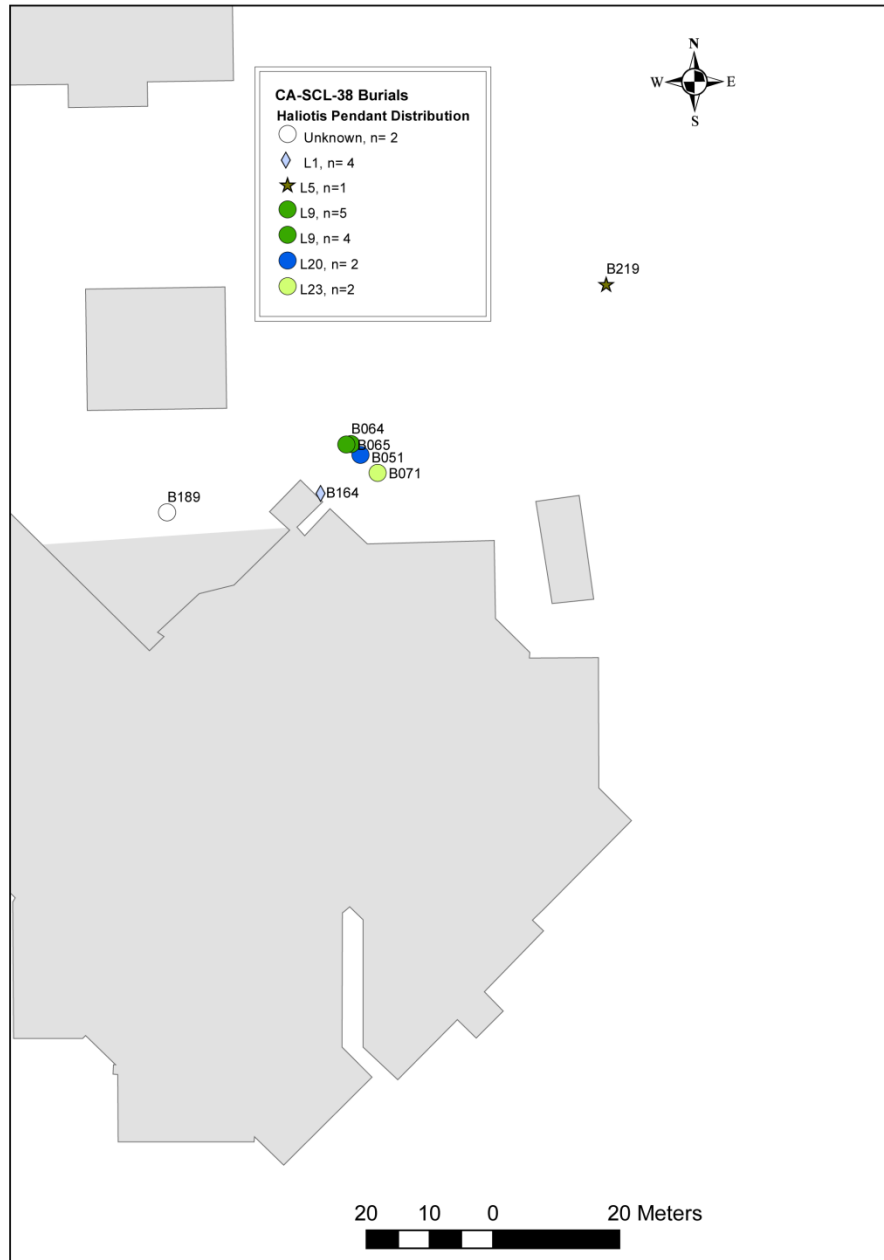 N
W E
S
CA-SCL-38 Burials
Haliotis Pendant Distribution
Unknown, n= 2
L1, n= 4
L5, n=1
L9, n=5
L9, n= 4
L20, n= 2
L23, n=2
B219
B064
B065
B051
B071
B164
B189
20 10 0 20 Meters